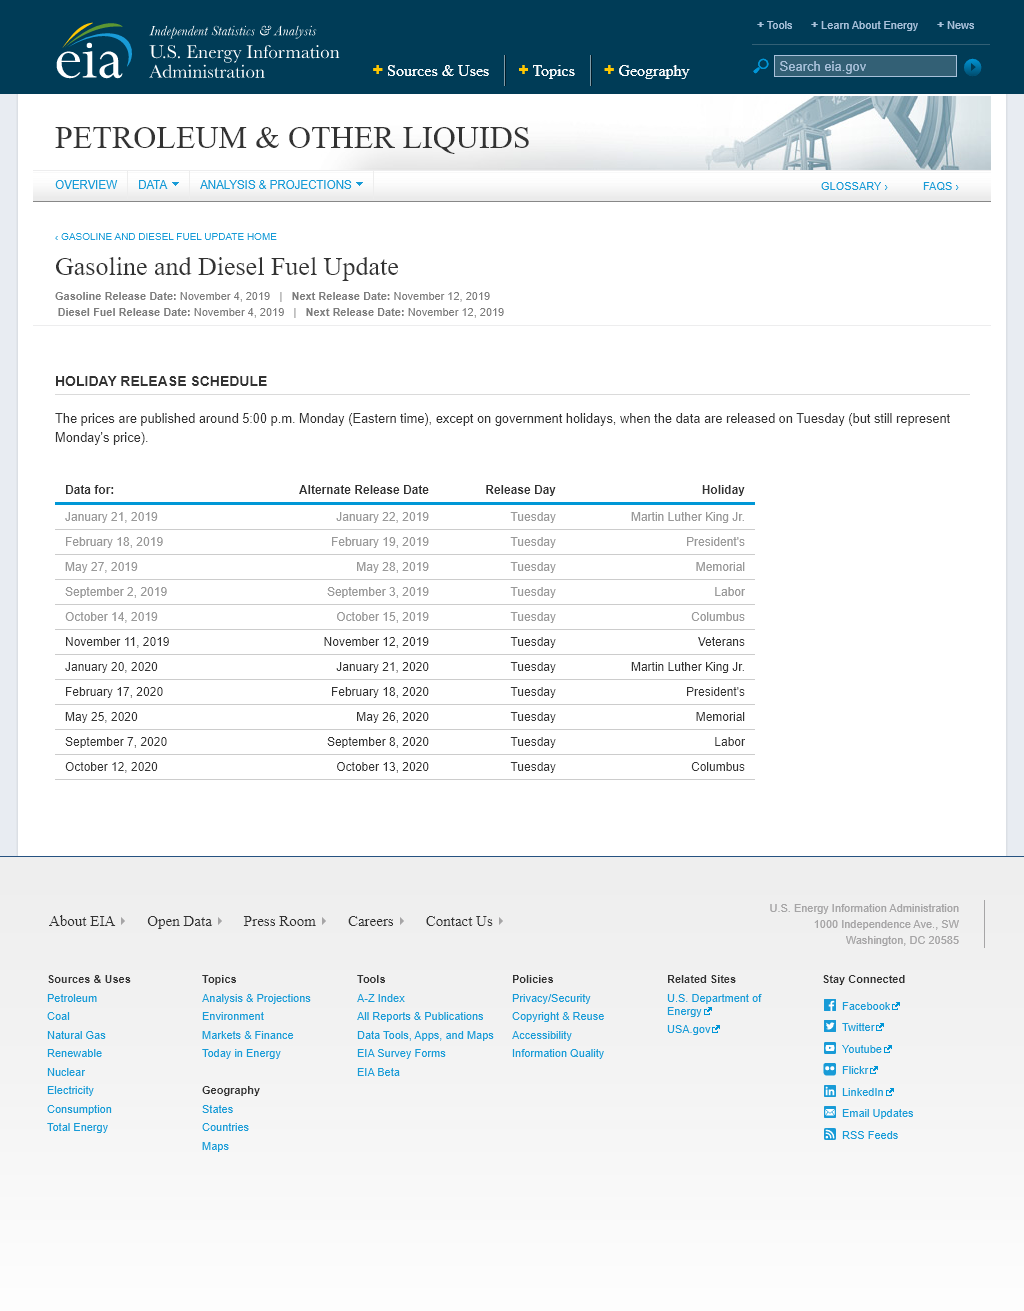 Independent Statistics & Analysis
U.S. Energy Information
Administration
eia
Sources & Uses
Topics
Geography
Tools
Learn About Energy
News
Search eia.gov
PETROLEUM & OTHER LIQUIDS
OVERVIEW
DATA
ANALYSIS & PROJECTIONS
GLOSSARY ›
FAQS ›
‹ GASOLINE AND DIESEL FUEL UPDATE HOME
Gasoline and Diesel Fuel Update
Gasoline Release Date: November 4, 2019 | Next Release Date: November 12, 2019
Diesel Fuel Release Date: November 4, 2019 | Next Release Date: November 12, 2019
HOLIDAY RELEASE SCHEDULE
The prices are published around 5:00 p.m. Monday (Eastern time), except on government holidays, when the data are released on Tuesday (but still represent
Monday's price).
Data for: Alternate Release Date Release Day Holiday
January 21, 2019 January 22, 2019 Tuesday Martin Luther King Jr.
February 18, 2019 February 19, 2019 Tuesday President's
May 27, 2019 May 28, 2019 Tuesday Memorial
September 2, 2019 September 3, 2019 Tuesday Labor
October 14, 2019 October 15, 2019 Tuesday Columbus
November 11, 2019 November 12, 2019 Tuesday Veterans
January 20, 2020 January 21, 2020 Tuesday Martin Luther King Jr.
February 17, 2020 February 18, 2020 Tuesday President's
May 25, 2020 May 26, 2020 Tuesday Memorial
September 7, 2020 September 8, 2020 Tuesday Labor
October 12, 2020 October 13, 2020 Tuesday Columbus
About EIA
Open Data
Press Room
Careers
Contact Us
U.S. Energy Information Administration
1000 Independence Ave., SW
Washington, DC 20585
Sources & Uses
Petroleum
Coal
Natural Gas
Renewable
Nuclear
Electricity
Consumption
Total Energy
Topics
Analysis & Projections
Environment
Markets & Finance
Today in Energy
Geography
States
Countries
Maps
Tools
A-Z Index
All Reports & Publications
Data Tools, Apps, and Maps
EIA Survey Forms
EIA Beta
Policies
Privacy/Security
Copyright & Reuse
Accessibility
Information Quality
Related Sites
U.S. Department of
Energy
USA.gov
Stay Connected
Facebook
Twitter
Youtube
Flickr
LinkedIn
Email Updates
RSS Feeds